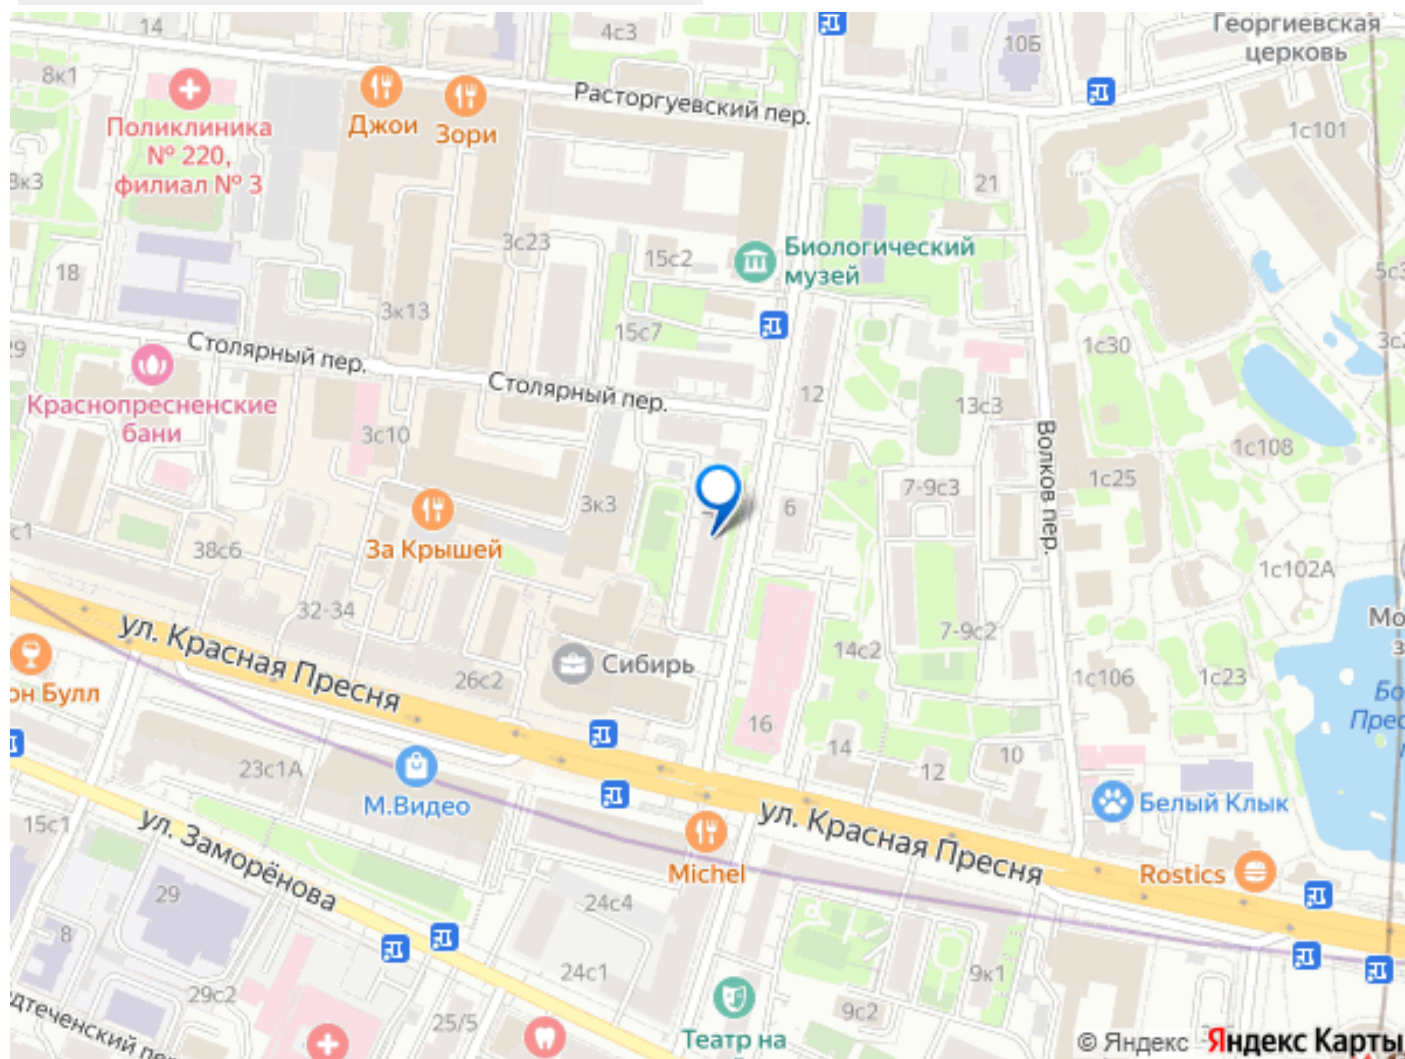 14
4с3
10Б
Георгиевская
церковь
8к1
Поликлиника
№ 220,
филиал № 3
Джои
Зори
Расторгуевский пер.
1с101
21
3с23
15с2
Биологический
музей
18
3к13
15с7
Столярный пер.
Столярный пер.
1с30
Краснопресненские
бани
3с10
12
13с3
Волков пер.
1с108
1с25
3к3
6
7-9с3
38с6
За Крышей
32-34
1с102А
ул. Красная Пресня
Сибирь
26с2
14с2
7-9с2
1с106
1с23
16
14
12
10
23с1А
М.Видео
ул. Красная Пресня
Белый Клык
15с1
ул. Заморёнова
Michel
Rostics
29
24с4
8
24с1
9к1
29с2
25/5
9с2
Театр на
© Яндекс Яндекс Карты